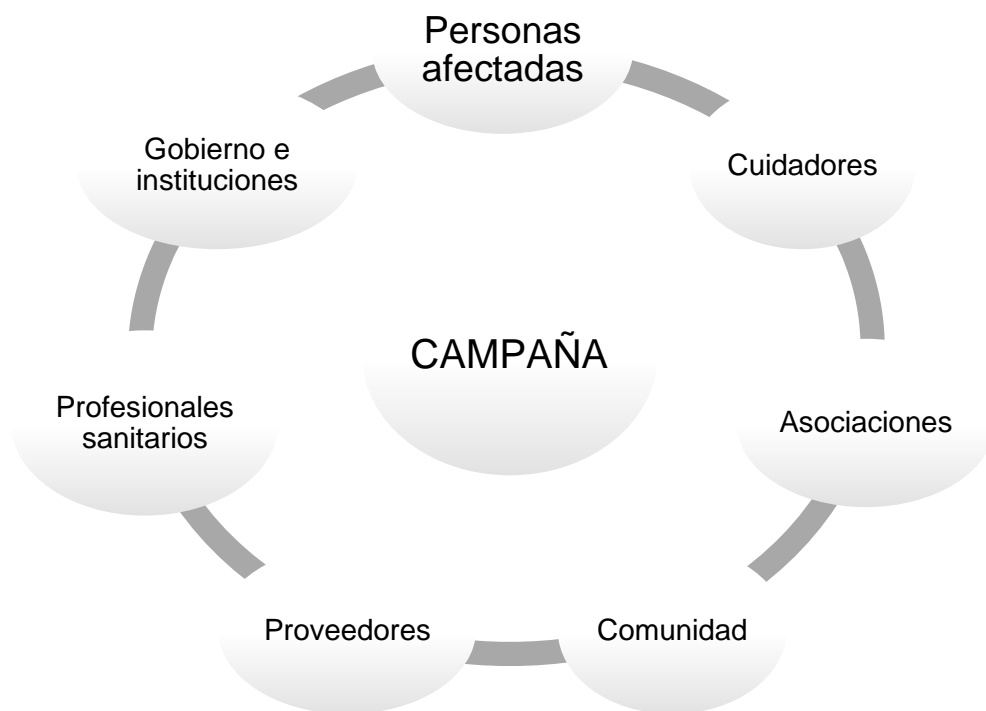 Personas
afectadas
Cuidadores
Asociaciones
Comunidad
Proveedores
Profesionales
sanitarios
Gobierno e
instituciones
CAMPAÑA